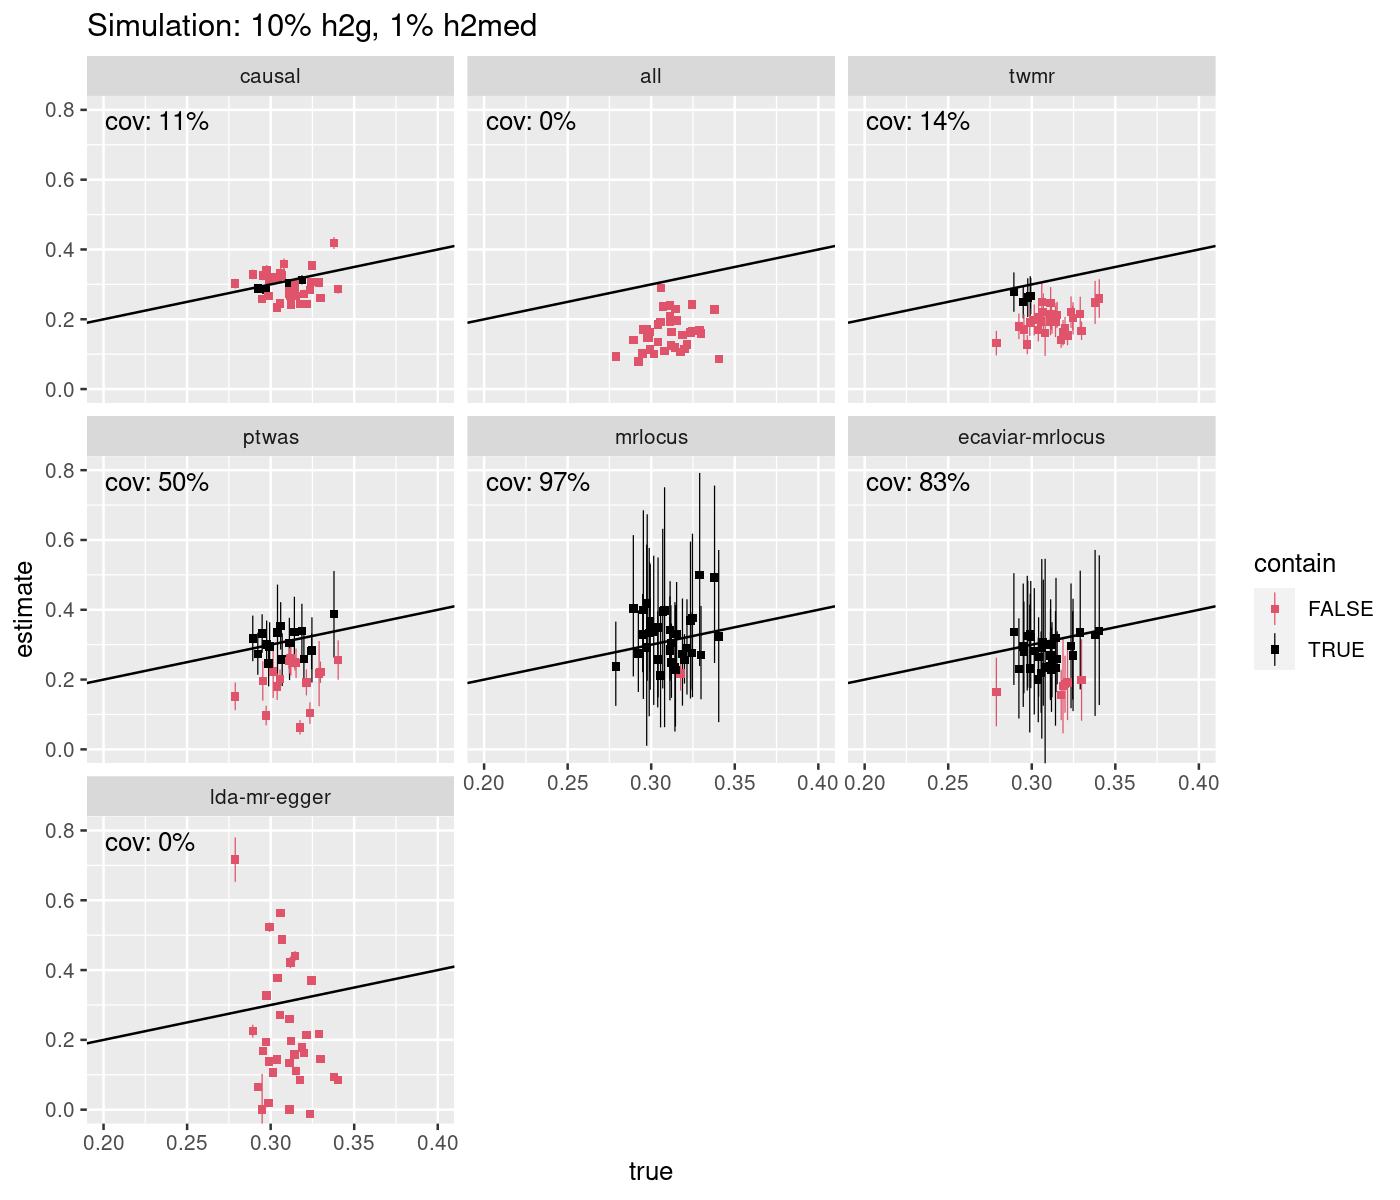 Simulation: 10% h2g, 1% h2med
causal
all
twmr
0.8
0.6
0.4
0.2
0.0
cov: 11%
cov: 0%
cov: 14%
ptwas
mrlocus
ecaviar-mrlocus
0.8
0.6
0.4
0.2
0.0
cov: 50%
cov: 97%
cov: 83%
0.20 0.25 0.30 0.35 0.40
0.20 0.25 0.30 0.35 0.40
lda-mr-egger
0.8
0.6
0.4
0.2
0.0
cov: 0%
0.20 0.25 0.30 0.35 0.40
estimate
true
contain
FALSE
TRUE